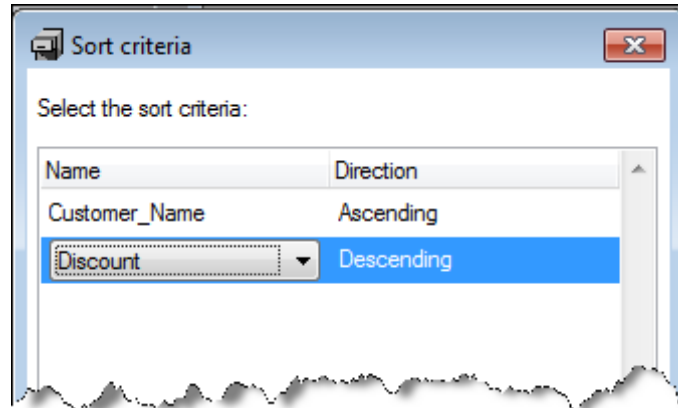 Sort criteria
Select the sort criteria:
Name Direction
Customer_Name Ascending
Discount Descending